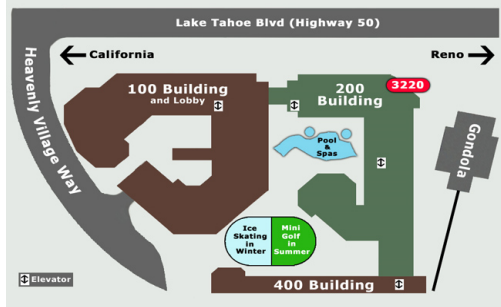 Lake Tahoe Blvd (Highway 50)
California
Reno
Heavenly Village Way
100 Building
and Lobby
200
Building
3220
Gondola
Pool
&
Spas
Ice
Skating
in
Winter
Mini
Golf
in
Summer
Elevator
400 Building